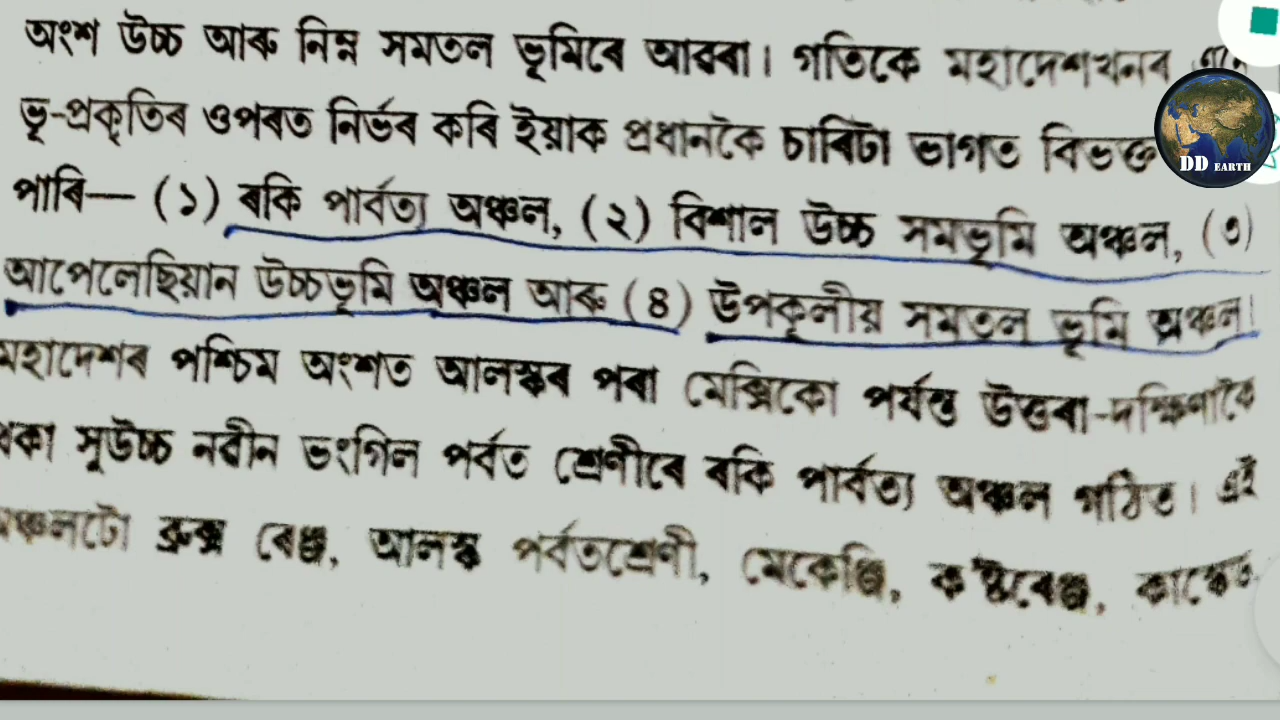 অংশ উচ্চ আৰু নিম্ন সমতল ভূমিৰে আৱৰা। গতিকে মহাদেশখনৰ
ভূ-প্ৰকৃতিৰ ওপৰত নিৰ্ভৰ কৰি ইয়াক প্ৰধানকৈ চাৰিটা ভাগত বিভক্ত
পাৰি— (১) ৰকি পাৰ্বত্য অঞ্চল, (২) বিশাল উচ্চ সমভূমি অঞ্চল, (৩)
আপেলেছিয়ান উচ্চভূমি অঞ্চল আৰু (৪) উপকূলীয় সমতল ভূমি অঞ্চল।
মহাদেশৰ পশ্চিম অংশত আলস্কৰ পৰা মেক্সিকো পৰ্যন্ত উত্তৰা-দক্ষিণাকৈ
থকা সুউচ্চ নবীন ভংগিল পৰ্বত শ্ৰেণীৰে ৰকি পাৰ্বত্য অঞ্চল গঠিত। এই
অঞ্চলটো ব্ৰুক্স ৰেঞ্জ, আলস্ক পৰ্বতশ্ৰেণী, মেকেঞ্জি,
DD EARTH